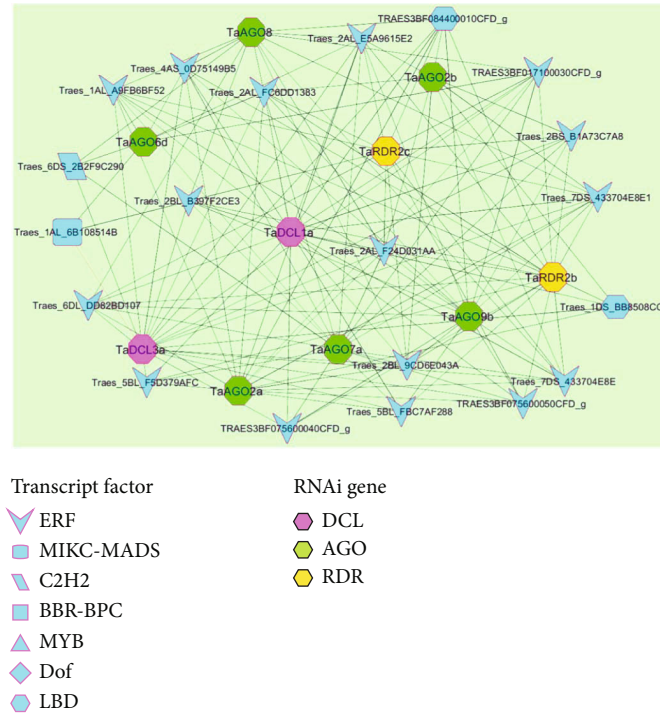 TaAGO8
Traes_2AL_E5A9615E2
TRAES3BF084400010CFD_g
Traes_4AS_0D75149B5
TRAES3BF017100030CFD_g
Traes_1AL_A9FB6BF52
Traes_2AL_FC6DD1383
TaAGO2b
TaAGO6d
TaRDR2c
Traes_2BS_B1A73C7A8
Traes_6DS_2B2F9C290
Traes_2BL_B397F2CE3
Traes_7DS_433704E8E1
Traes_1AL_6B108514B
TaDCL1a
Traes_2AL_F24D031AA
TaRDR2b
Traes_6DL_DD82BD107
Traes_1DS_BB8508CC
TaAGO9b
TaDCL3a
TaAGO7a
Traes_2BL_9CD6E043A
Traes_5BL_F5D379AFC
TaAGO2a
Traes_7DS_433704E8E
TRAES3BF075600050CFD_g
Traes_5BL_FBC7AF288
TRAES3BF075600040CFD_g
Transcript factor
ERF
MIKC-MADS
C2H2
BBR-BPC
MYB
Dof
LBD
RNAi gene
DCL
AGO
RDR